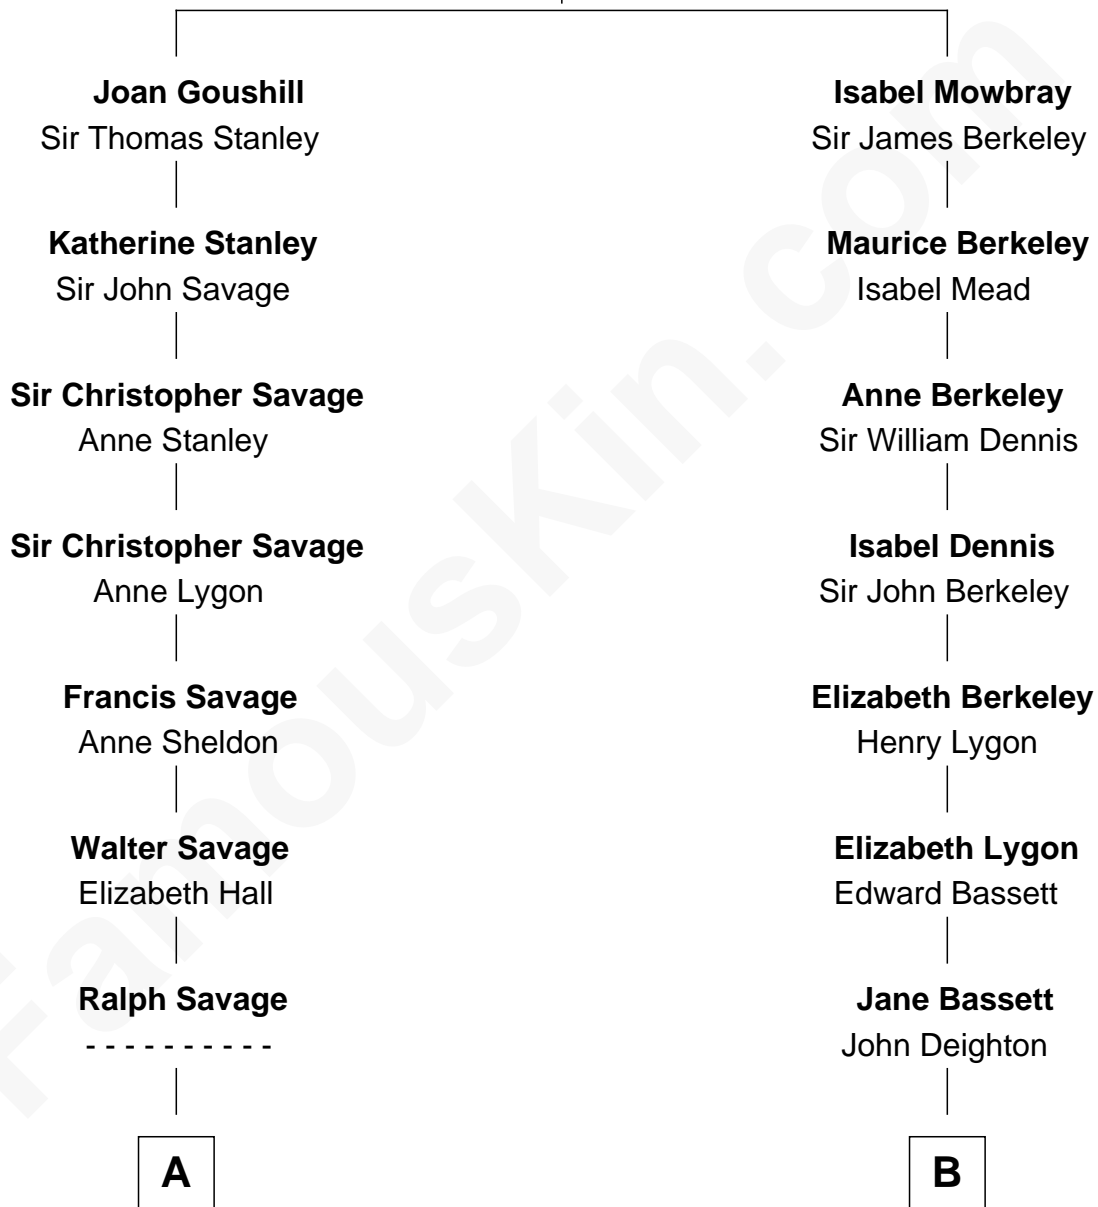 Joan Goushill
Sir Thomas Stanley
Katherine Stanley
Sir John Savage
Sir Christopher Savage
Anne Stanley
Sir Christopher Savage
Anne Lygon
Francis Savage
Anne Sheldon
Walter Savage
Elizabeth Hall
Ralph Savage
- - - - - - - - - -
A
Isabel Mowbray
Sir James Berkeley
Maurice Berkeley
Isabel Mead
Anne Berkeley
Sir William Dennis
Isabel Dennis
Sir John Berkeley
Elizabeth Berkeley
Henry Lygon
Elizabeth Lygon
Edward Bassett
Jane Bassett
John Deighton
B
FamousKin.com